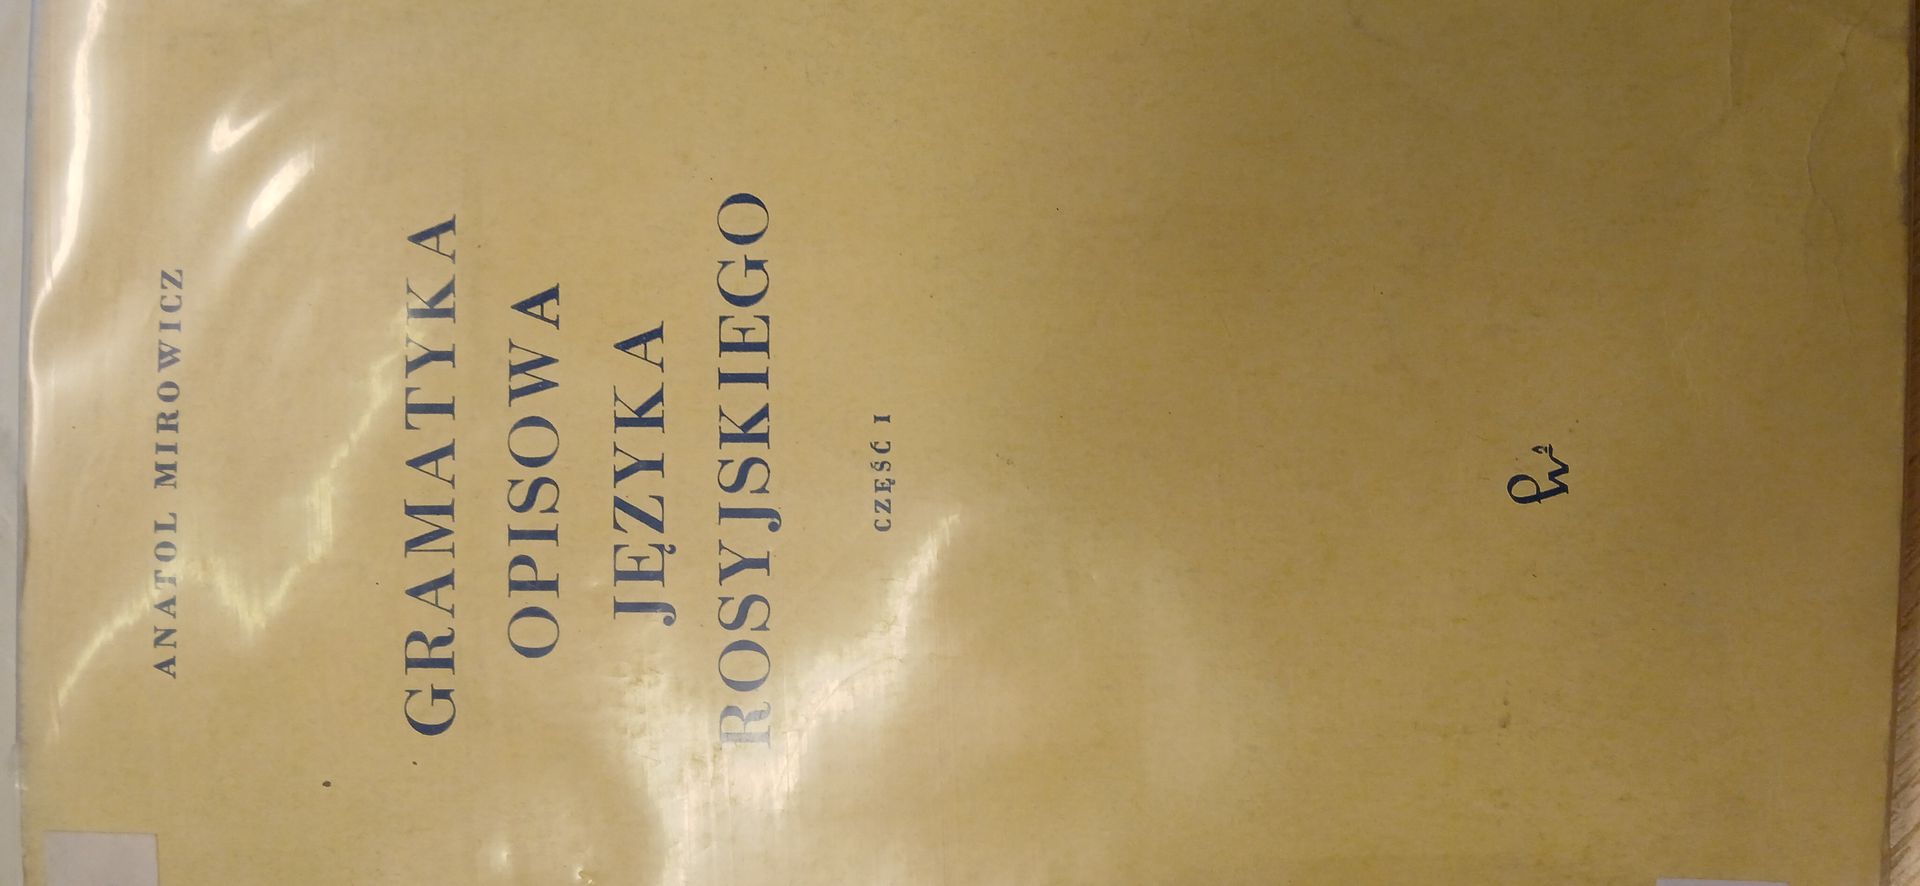 ANATOL MIROWICZ
GRAMATYKA
OPISOWA
JĘZYKA
ROSYJSKIEGO
CZĘŚĆ I